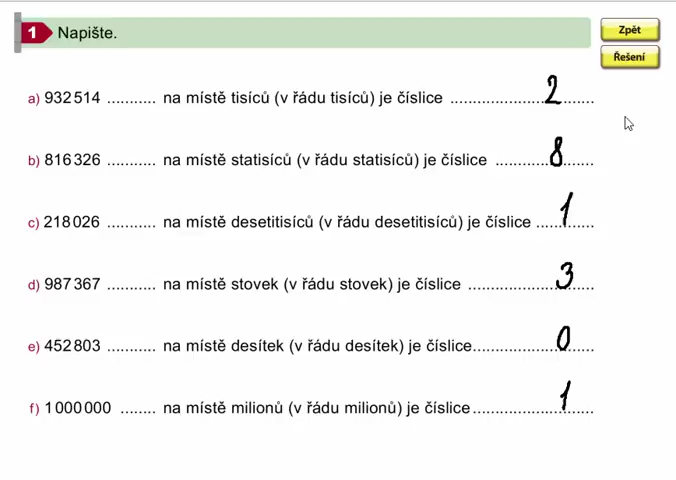 1 Napište.
Zpět
Řešení
a) 932 514 ........... na místě tisíců (v řádu tisíců) je číslice ................................ 2
b) 816 326 ........... na místě statisíců (v řádu statisíců) je číslice ...................... 8
c) 218 026 ........... na místě desetitisíců (v řádu desetitisíců) je číslice ............. 1
d) 987 367 ........... na místě stovek (v řádu stovek) je číslice ............................ 3
e) 452 803 ........... na místě desítek (v řádu desítek) je číslice........................... 0
f) 1 000 000 ........ na místě milionů (v řádu milionů) je číslice........................... 1